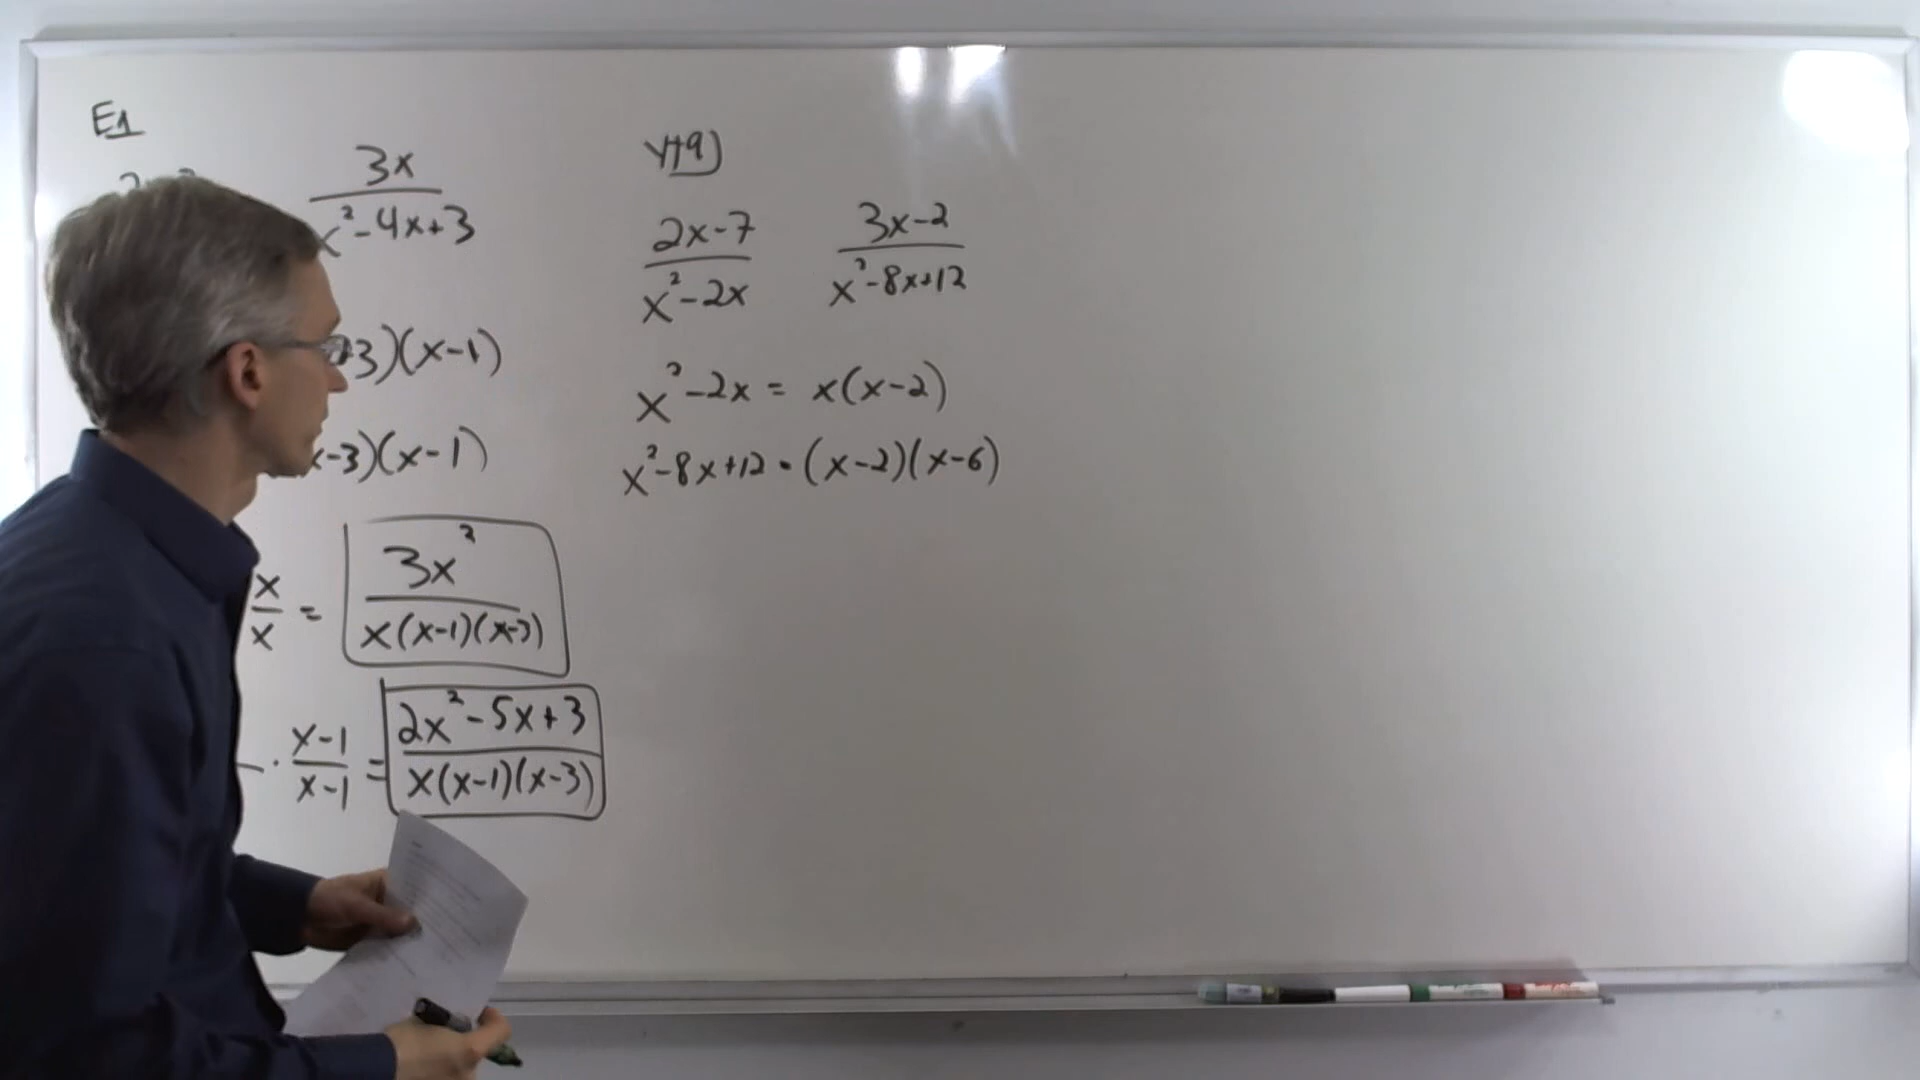 E1
3x
x²-4x+3
3)(x-1)
x-3)(x-1)
x/x = 3x²/x(x-1)(x-3)
· x-1/x-1 = 2x²-5x+3/x(x-1)(x-3)
2x-7
x²-2x
3x-2
x²-8x+12
x²-2x = x(x-2)
x²-8x+12 = (x-2)(x-6)